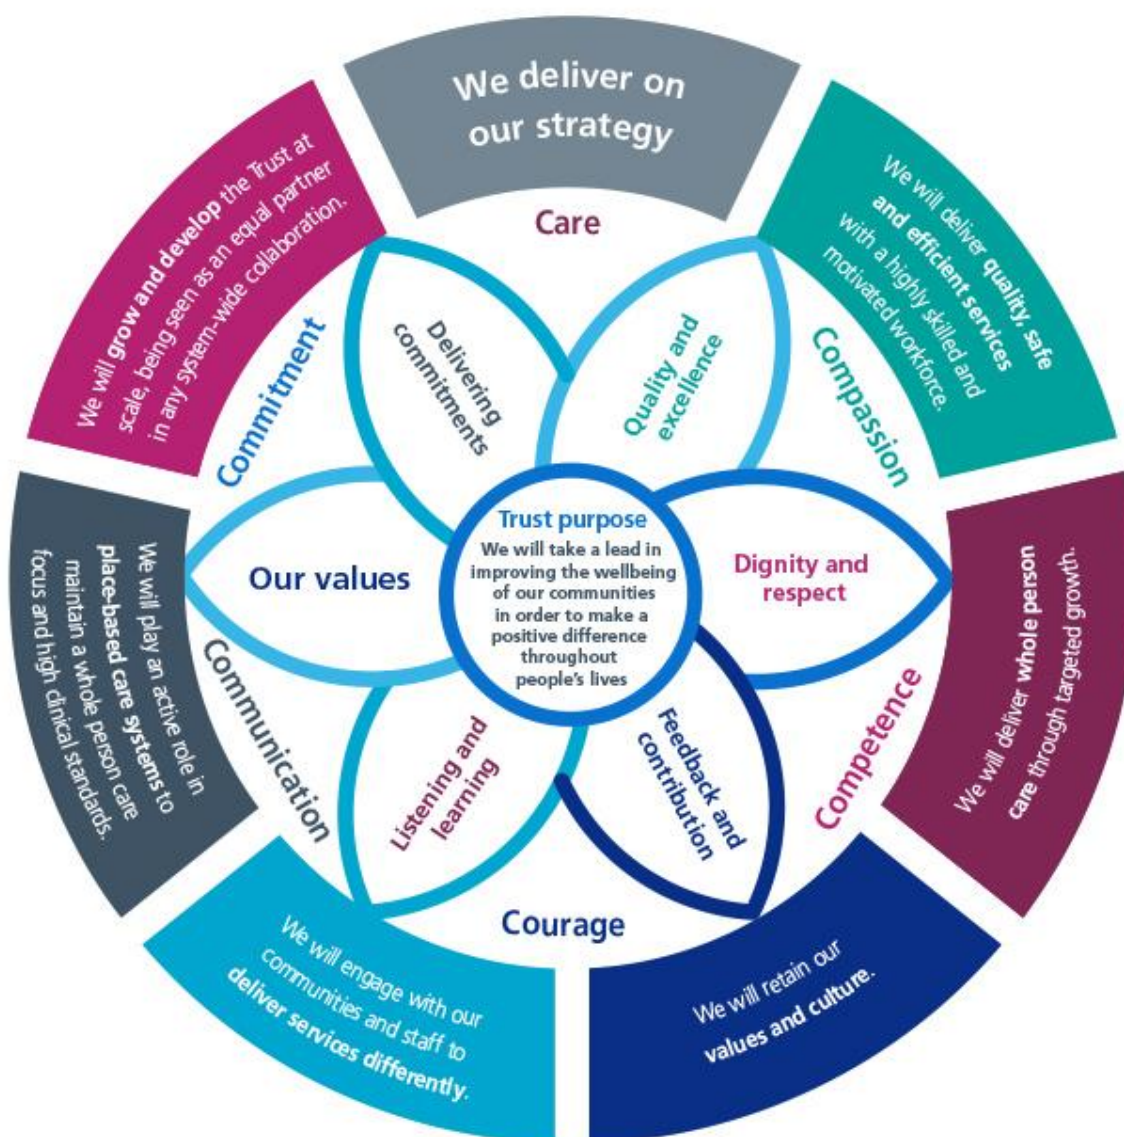 We deliver on
our strategy
We will deliver quality, safe
and efficient services
with a highly skilled and
motivated workforce.
We will deliver whole person
care through targeted growth.
We will retain our
values and culture.
We will engage with our
communities and staff to
deliver services differently.
We will play an active role in
place-based care systems to
maintain a whole person care
focus and high clinical standards.
We will grow and develop the Trust at
scale, being seen as an equal partner
in any system-wide collaboration.
Care
Compassion
Competence
Courage
Communication
Commitment
Our values
Delivering
commitments
Quality and
excellence
Dignity and
respect
Feedback and
contribution
Listening and
learning
Trust purpose
We will take a lead in
improving the wellbeing
of our communities
in order to make a
positive difference
throughout
people's lives